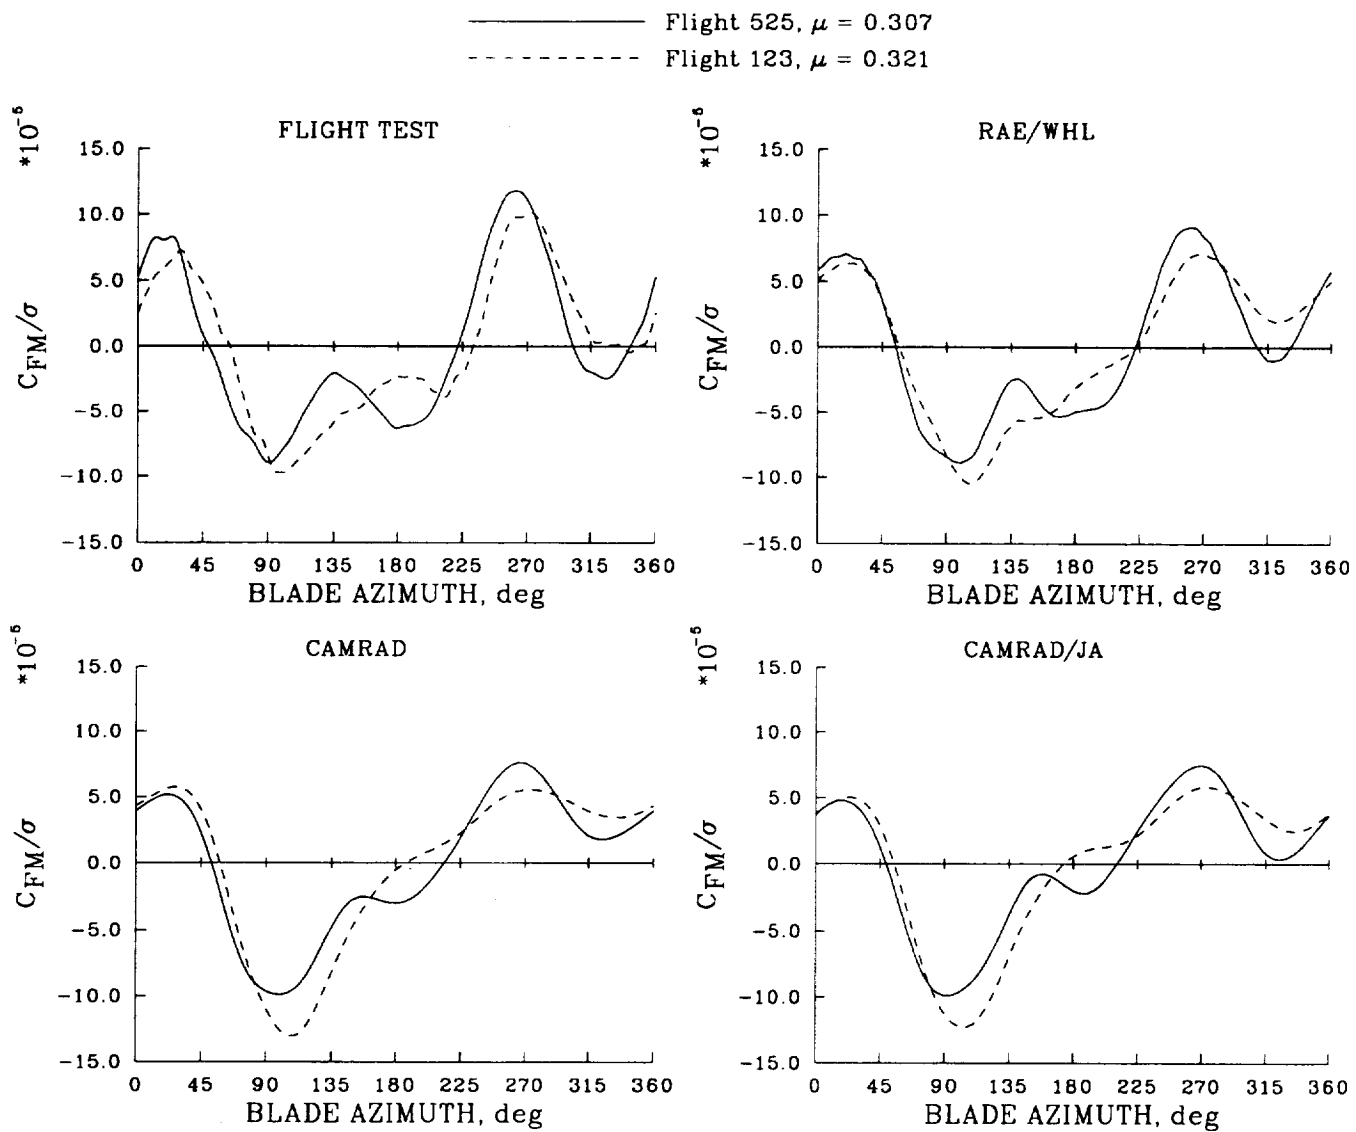 Flight 525, μ = 0.307
Flight 123, μ = 0.321
*10⁻⁵
FLIGHT TEST
15.0
10.0
5.0
0.0
−5.0
−10.0
−15.0
C_FM/σ
0 45 90 135 180 225 270 315 360
BLADE AZIMUTH, deg
*10⁻⁵
RAE/WHL
15.0
10.0
5.0
0.0
−5.0
−10.0
−15.0
C_FM/σ
0 45 90 135 180 225 270 315 360
BLADE AZIMUTH, deg
*10⁻⁵
CAMRAD
15.0
10.0
5.0
0.0
−5.0
−10.0
−15.0
C_FM/σ
0 45 90 135 180 225 270 315 360
BLADE AZIMUTH, deg
*10⁻⁵
CAMRAD/JA
15.0
10.0
5.0
0.0
−5.0
−10.0
−15.0
C_FM/σ
0 45 90 135 180 225 270 315 360
BLADE AZIMUTH, deg